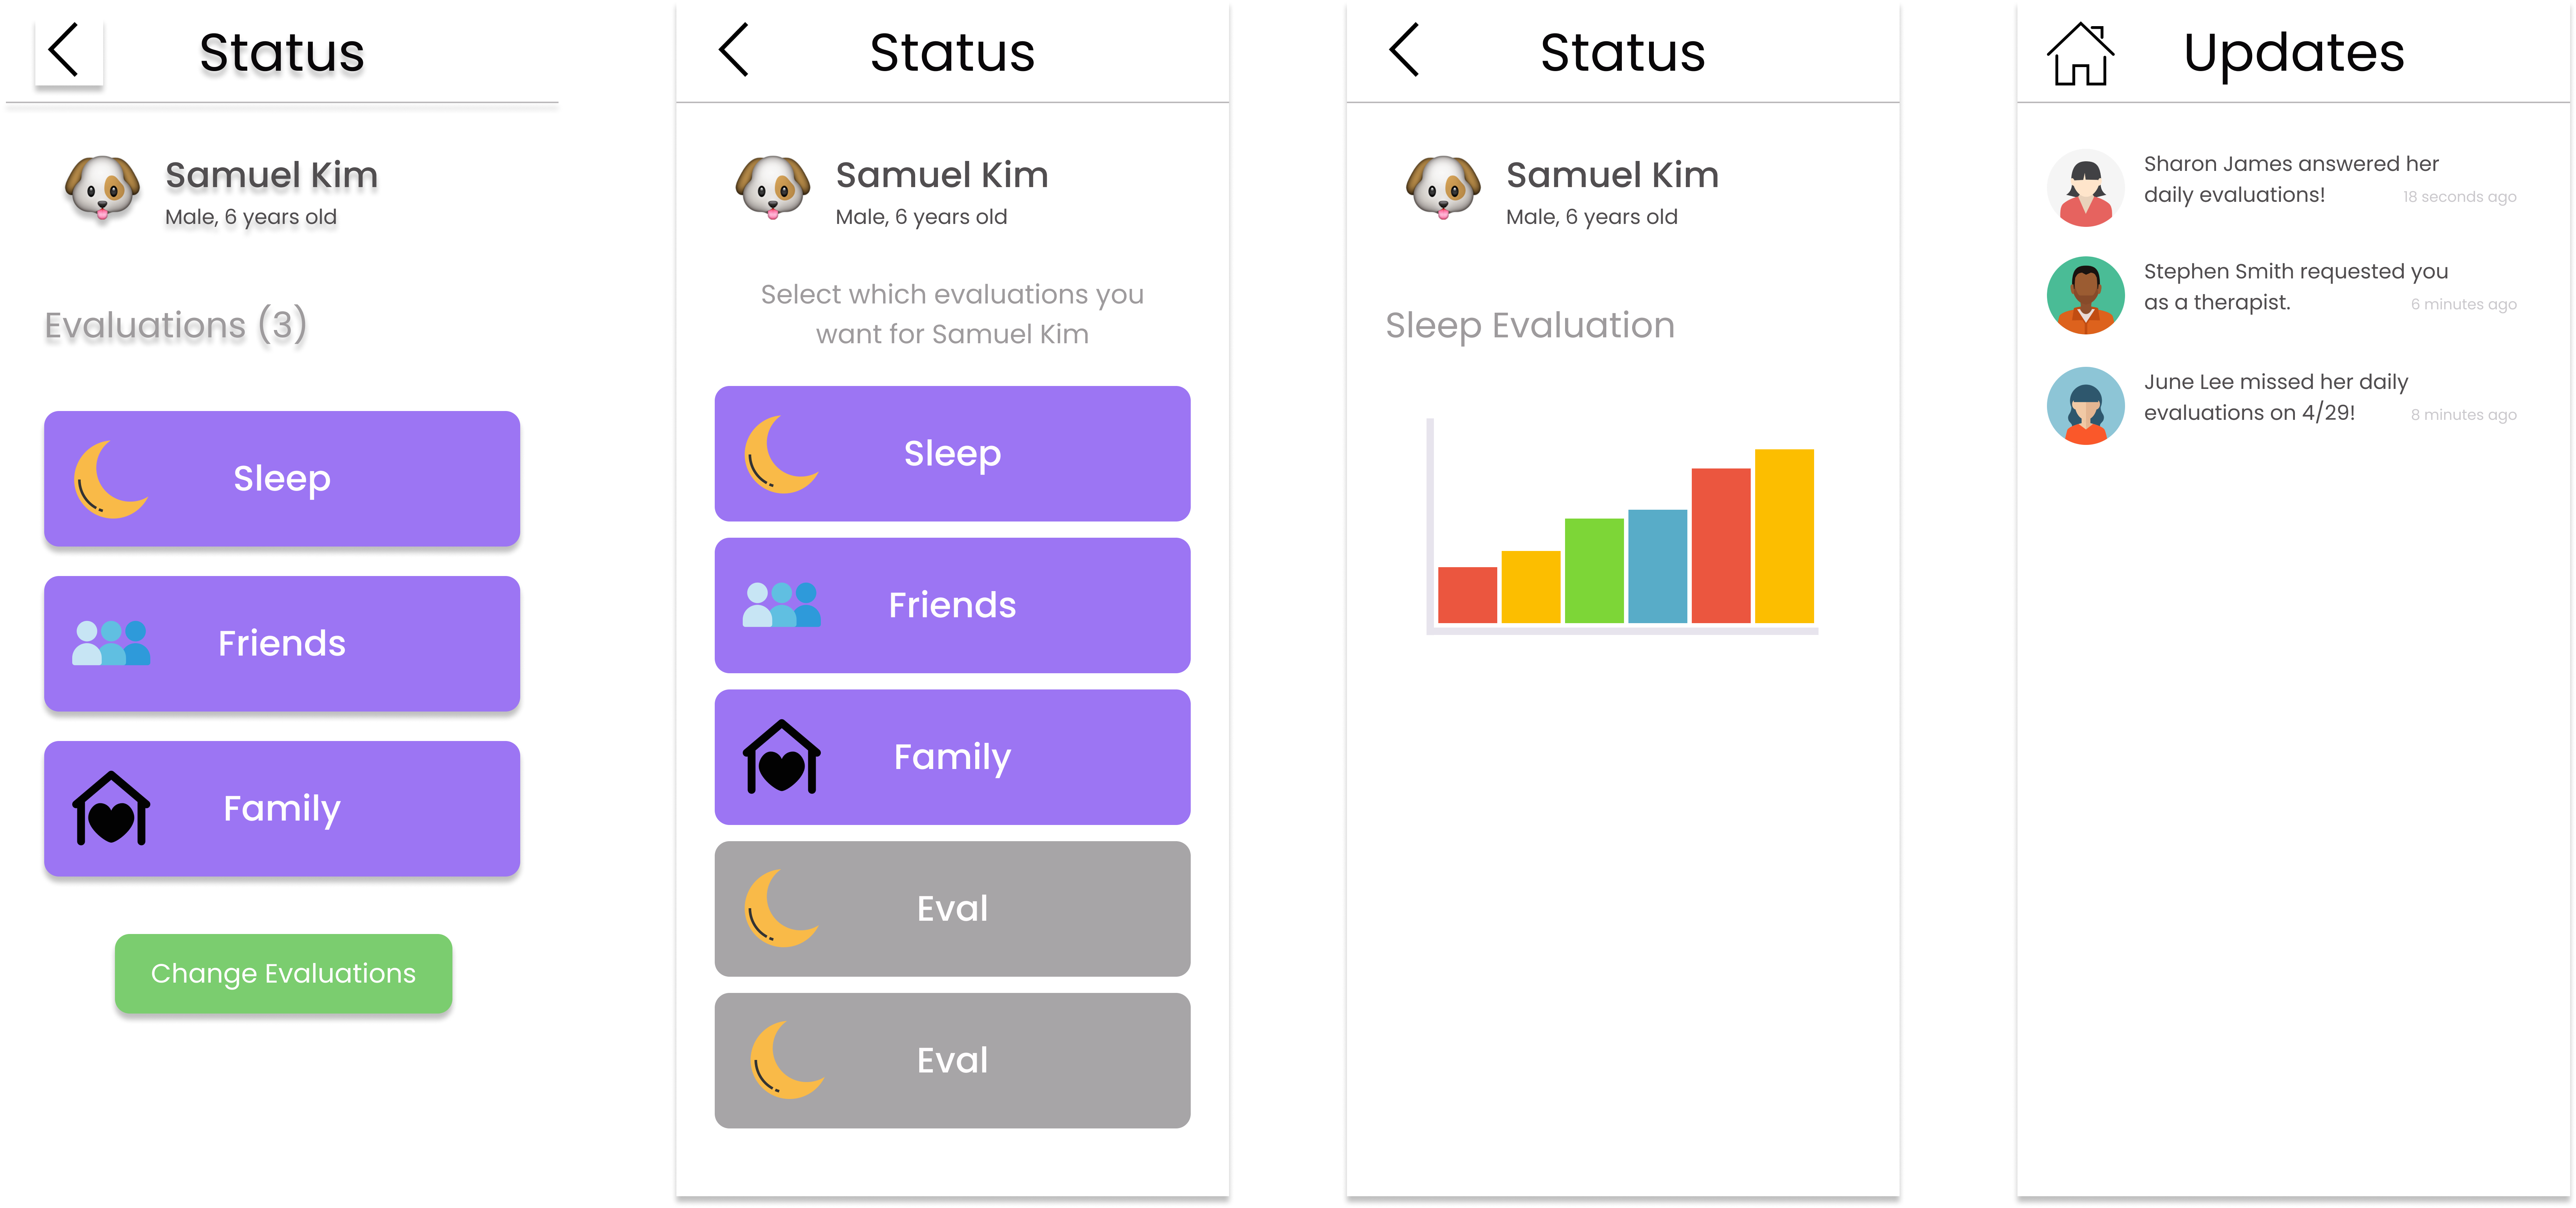 Status
Samuel Kim
Male, 6 years old
Evaluations (3)
Sleep
Friends
Family
Change Evaluations
Status
Samuel Kim
Male, 6 years old
Select which evaluations you
want for Samuel Kim
Sleep
Friends
Family
Eval
Eval
Status
Samuel Kim
Male, 6 years old
Sleep Evaluation
Updates
Sharon James answered her
daily evaluations! 18 seconds ago
Stephen Smith requested you
as a therapist. 6 minutes ago
June Lee missed her daily
evaluations on 4/29! 8 minutes ago